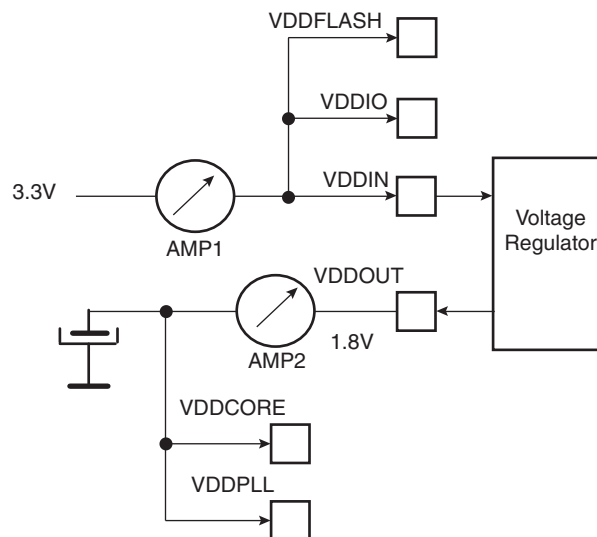 VDDFLASH
VDDIO
3.3V
VDDIN
AMP1
Voltage
Regulator
VDDOUT
1.8V
AMP2
VDDCORE
VDDPLL